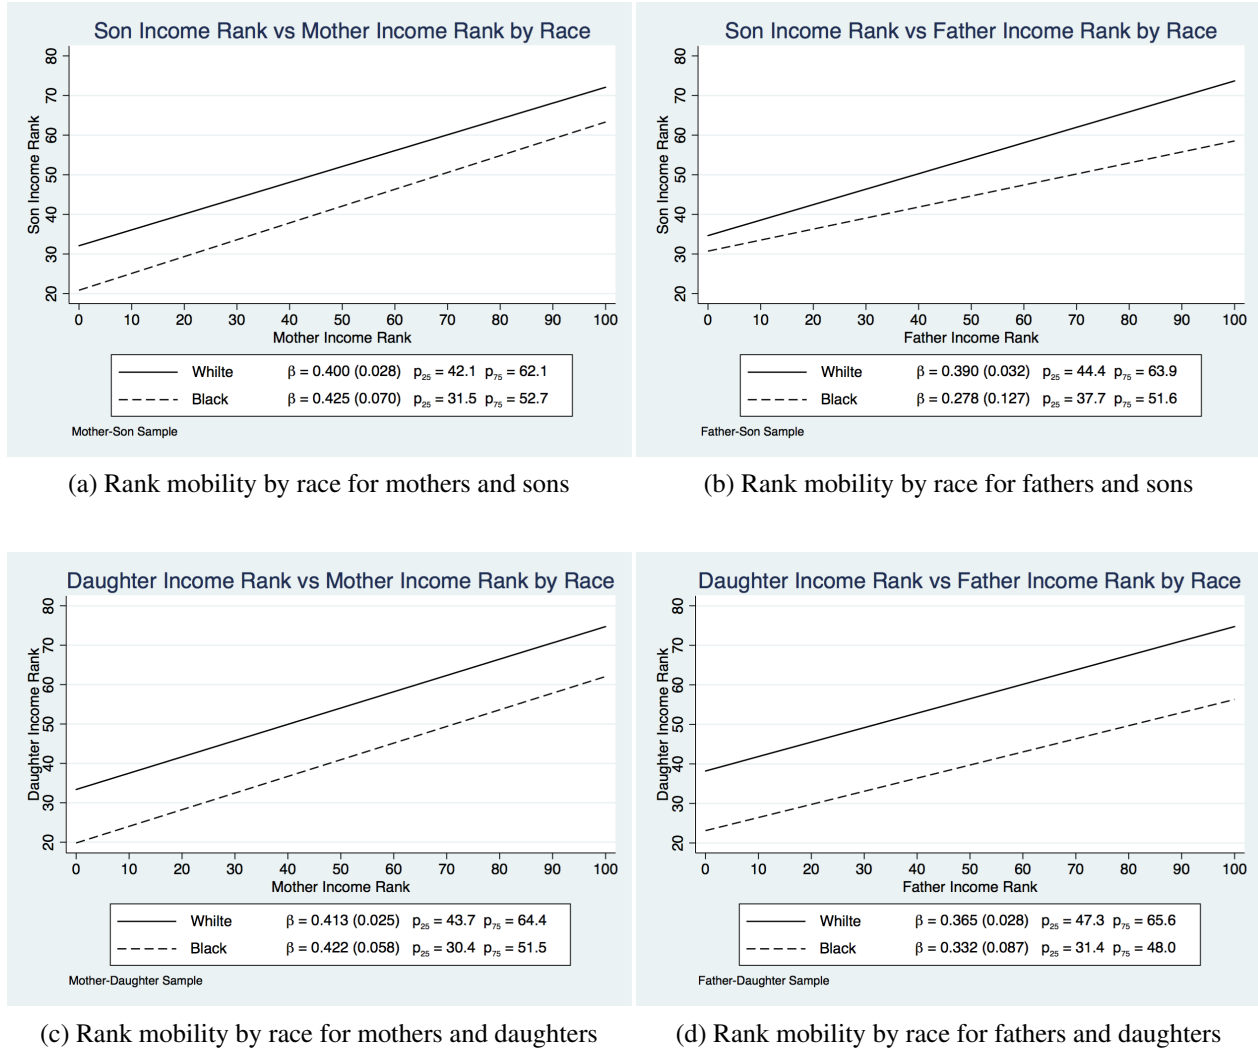 Son Income Rank vs Mother Income Rank by Race
Son Income Rank
80
70
60
50
40
30
20
0 10 20 30 40 50 60 70 80 90 100
Mother Income Rank
Whilte β = 0.400 (0.028) p25 = 42.1 p75 = 62.1
Black β = 0.425 (0.070) p25 = 31.5 p75 = 52.7
Mother-Son Sample
(a) Rank mobility by race for mothers and sons
Son Income Rank vs Father Income Rank by Race
Son Income Rank
80
70
60
50
40
30
20
0 10 20 30 40 50 60 70 80 90 100
Father Income Rank
Whilte β = 0.390 (0.032) p25 = 44.4 p75 = 63.9
Black β = 0.278 (0.127) p25 = 37.7 p75 = 51.6
Father-Son Sample
(b) Rank mobility by race for fathers and sons
Daughter Income Rank vs Mother Income Rank by Race
Daughter Income Rank
80
70
60
50
40
30
20
0 10 20 30 40 50 60 70 80 90 100
Mother Income Rank
Whilte β = 0.413 (0.025) p25 = 43.7 p75 = 64.4
Black β = 0.422 (0.058) p25 = 30.4 p75 = 51.5
Mother-Daughter Sample
(c) Rank mobility by race for mothers and daughters
Daughter Income Rank vs Father Income Rank by Race
Daughter Income Rank
80
70
60
50
40
30
20
0 10 20 30 40 50 60 70 80 90 100
Father Income Rank
Whilte β = 0.365 (0.028) p25 = 47.3 p75 = 65.6
Black β = 0.332 (0.087) p25 = 31.4 p75 = 48.0
Father-Daughter Sample
(d) Rank mobility by race for fathers and daughters